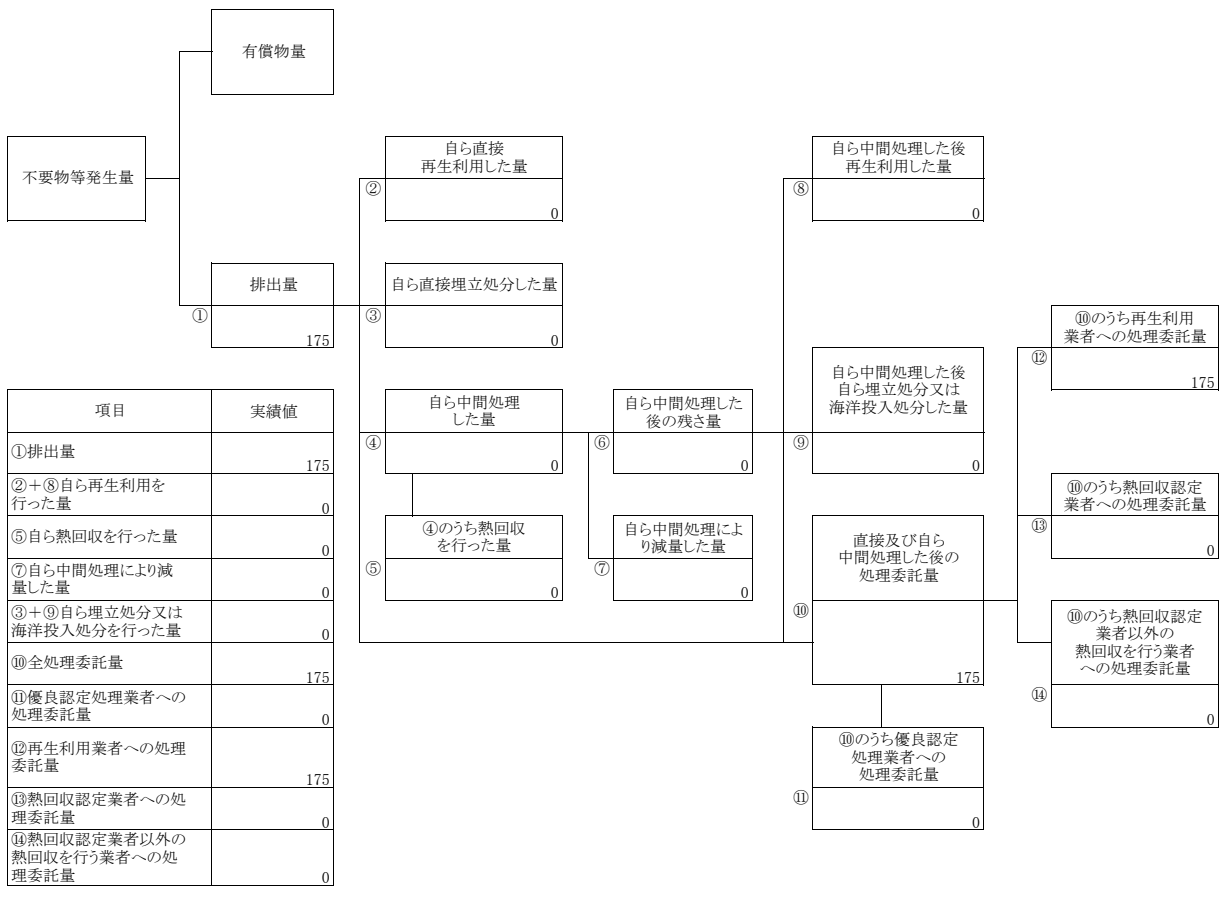 有償物量
不要物等発生量
自ら直接
再生利用した量
②
0
自ら中間処理した後
再生利用した量
⑧
0
排出量
①
175
自ら直接埋立処分した量
③
0
⑩のうち再生利用
業者への処理委託量
⑫
175
自ら中間処理
した量
④
0
自ら中間処理した
後の残さ量
⑥
0
自ら中間処理した後
自ら埋立処分又は
海洋投入処分した量
⑨
0
⑩のうち熱回収認定
業者への処理委託量
⑬
0
④のうち熱回収
を行った量
⑤
0
自ら中間処理によ
り減量した量
⑦
0
直接及び自ら
中間処理した後の
処理委託量
⑩
175
⑩のうち熱回収認定
業者以外の
熱回収を行う業者
への処理委託量
⑭
0
⑩のうち優良認定
処理業者への
処理委託量
⑪
0
項目 実績値
①排出量
175
②＋⑧自ら再生利用を
行った量
0
⑤自ら熱回収を行った量
0
⑦自ら中間処理により減
量した量
0
③＋⑨自ら埋立処分又は
海洋投入処分を行った量
0
⑩全処理委託量
175
⑪優良認定処理業者への
処理委託量
0
⑫再生利用業者への処理
委託量
175
⑬熱回収認定業者への処
理委託量
0
⑭熱回収認定業者以外の
熱回収を行う業者への処
理委託量
0